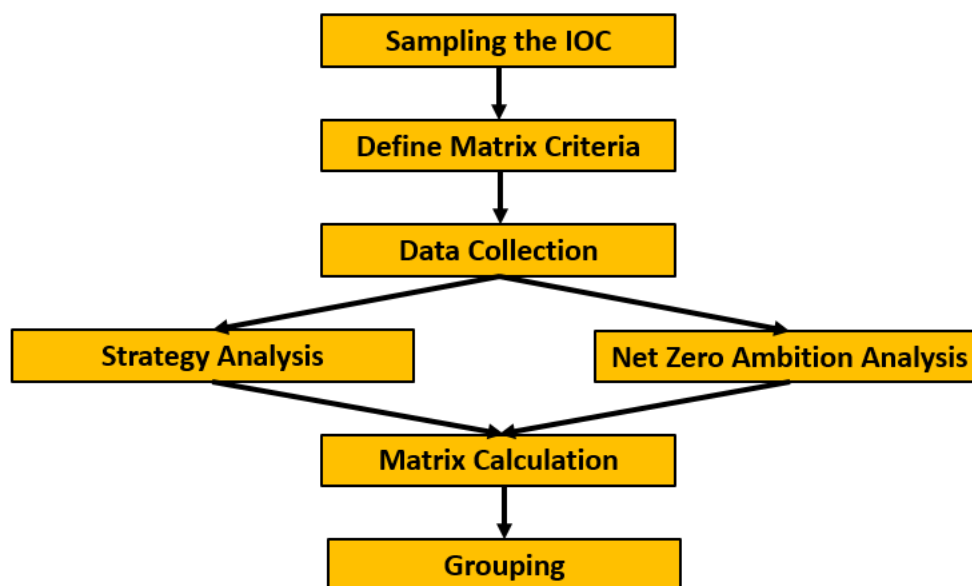 Sampling the IOC
Define Matrix Criteria
Data Collection
Strategy Analysis
Net Zero Ambition Analysis
Matrix Calculation
Grouping